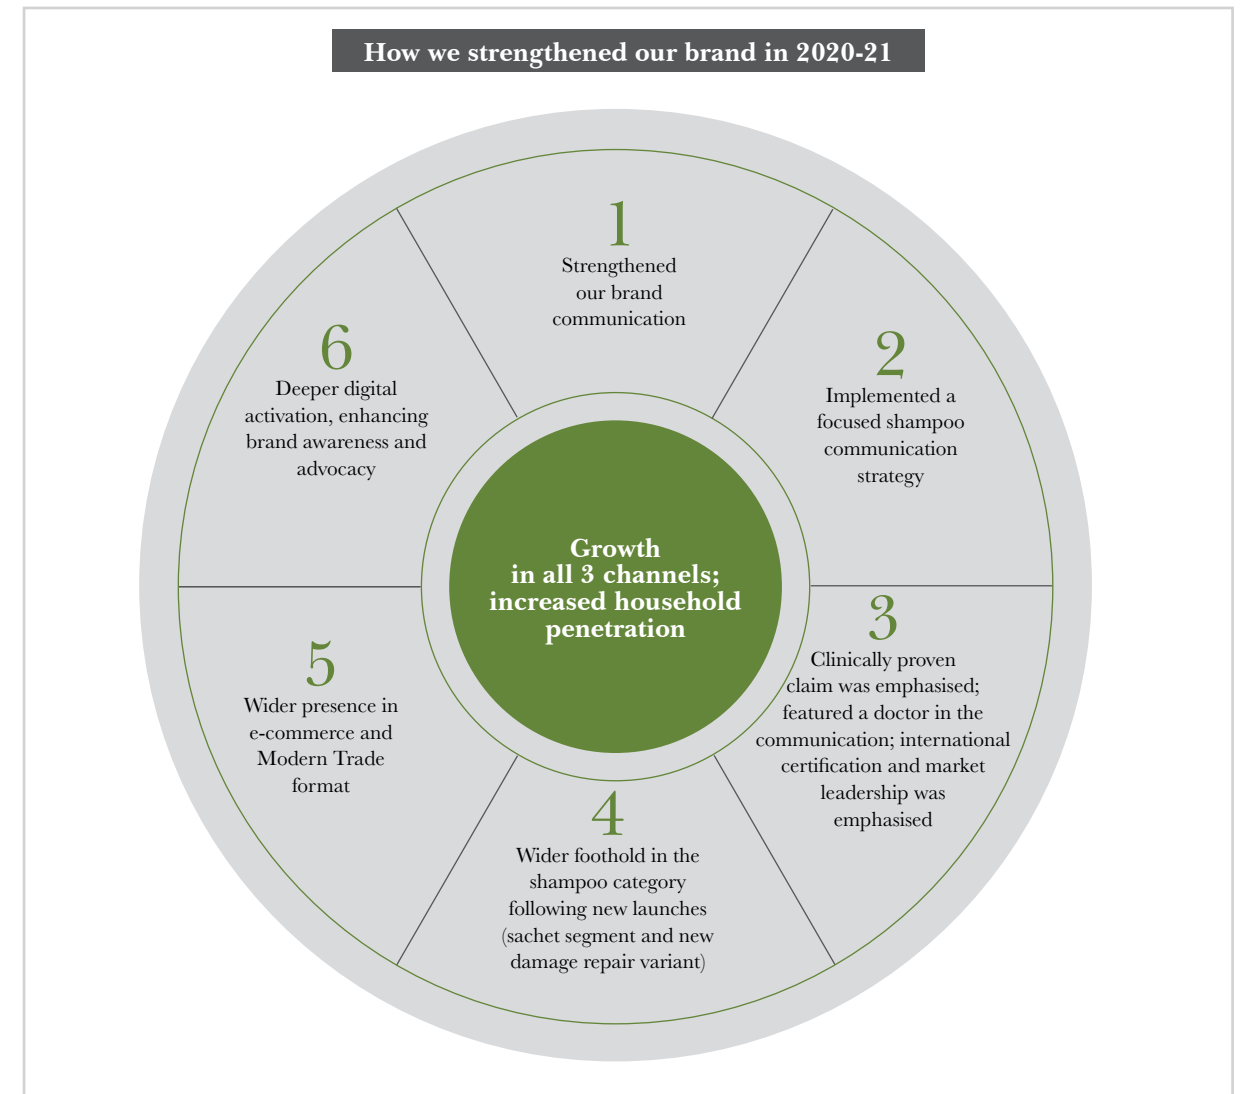 How we strengthened our brand in 2020-21
1
Strengthened
our brand
communication
2
Implemented a
focused shampoo
communication
strategy
3
Clinically proven
claim was emphasised;
featured a doctor in the
communication; international
certification and market
leadership was
emphasised
4
Wider foothold in the
shampoo category
following new launches
(sachet segment and new
damage repair variant)
5
Wider presence in
e-commerce and
Modern Trade
format
6
Deeper digital
activation, enhancing
brand awareness and
advocacy
Growth
in all 3 channels;
increased household
penetration